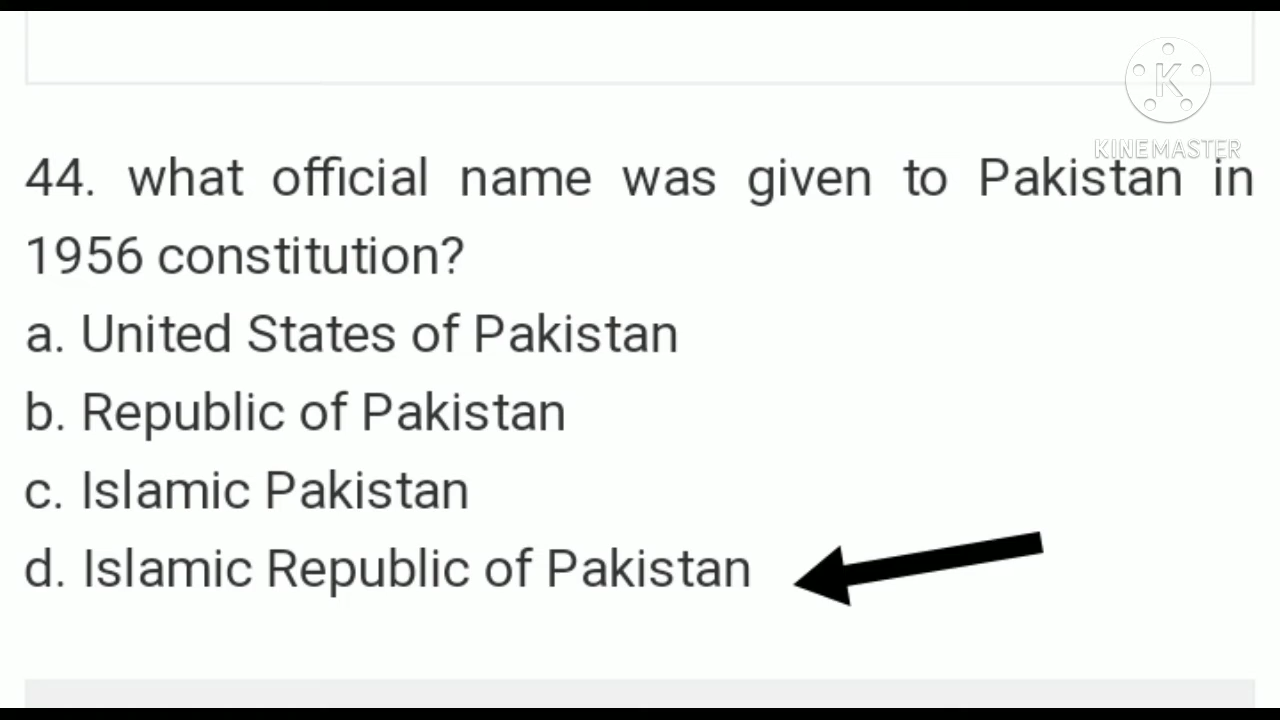 K
KINEMASTER
44. what official name was given to Pakistan in
1956 constitution?
a. United States of Pakistan
b. Republic of Pakistan
c. Islamic Pakistan
d. Islamic Republic of Pakistan